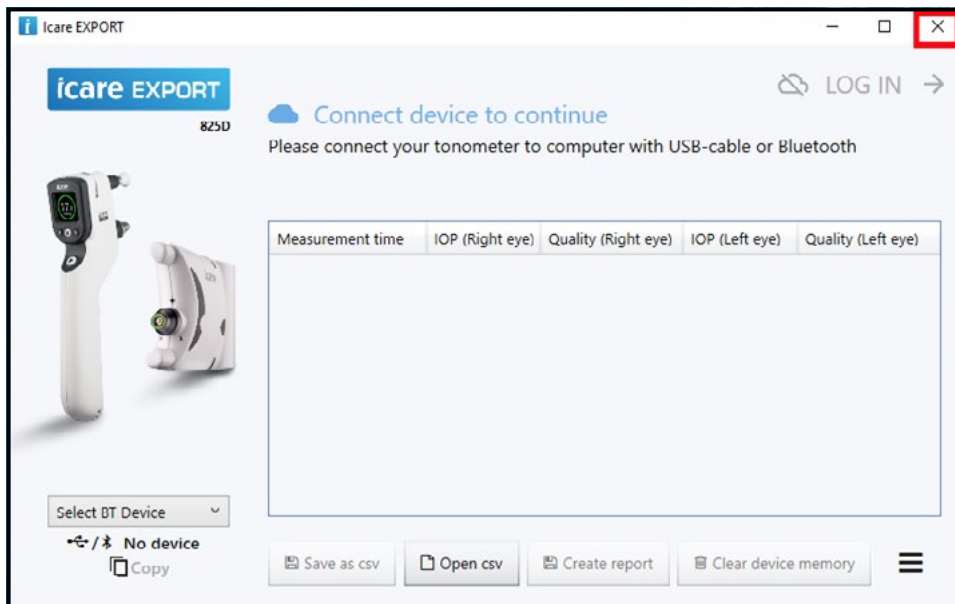 Icare EXPORT
icare EXPORT
825D
LOG IN
Connect device to continue
Please connect your tonometer to computer with USB-cable or Bluetooth
Measurement time IOP (Right eye) Quality (Right eye) IOP (Left eye) Quality (Left eye)
Select BT Device
/ No device
Copy
Save as csv Open csv Create report Clear device memory